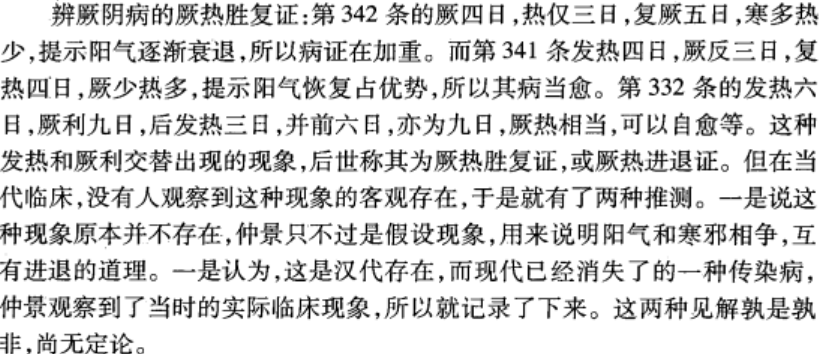 辨厥阴病的厥热胜复证:第 342 条的厥四日,热仅三日,复厥五日,寒多热
少,提示阳气逐渐衰退,所以病证在加重。而第 341 条发热四日,厥反三日,复
热四日,厥少热多,提示阳气恢复占优势,所以其病当愈。第 332 条的发热六
日,厥利九日,后发热三日,并前六日,亦为九日,厥热相当,可以自愈等。这种
发热和厥利交替出现的现象,后世称其为厥热胜复证,或厥热进退证。但在当
代临床,没有人观察到这种现象的客观存在,于是就有了两种推测。一是说这
种现象原本并不存在,仲景只不过是假设现象,用来说明阳气和寒邪相争,互
有进退的道理。一是认为,这是汉代存在,而现代已经消失了的一种传染病,
仲景观察到了当时的实际临床现象,所以就记录了下来。这两种见解孰是孰
非,尚无定论。